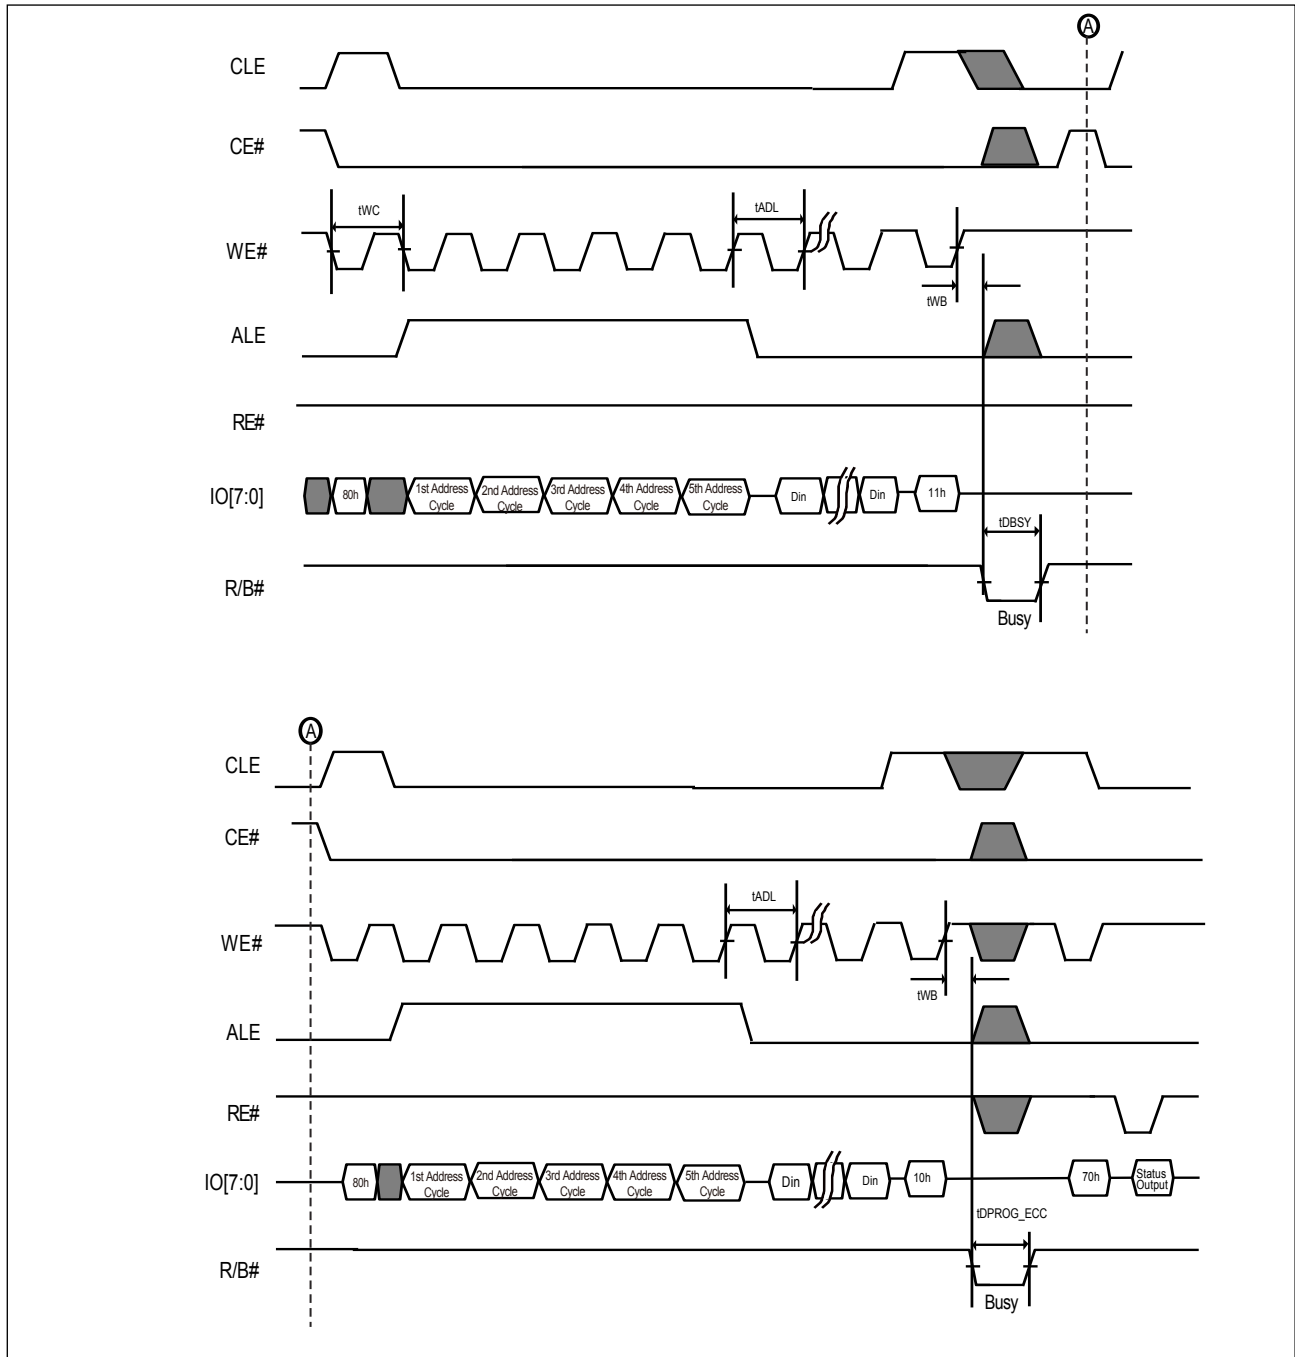 A
CLE
CE#
tWC
tADL
WE#
tWB
ALE
RE#
IO[7:0]
80h
1st Address
Cycle
2nd Address
Cycle
3rd Address
Cycle
4th Address
Cycle
5th Address
Cycle
Din
Din
11h
tDBSY
R/B#
Busy
A
CLE
CE#
tADL
WE#
tWB
ALE
RE#
IO[7:0]
80h
1st Address
Cycle
2nd Address
Cycle
3rd Address
Cycle
4th Address
Cycle
5th Address
Cycle
Din
Din
10h
70h
Status
Output
tDPROG_ECC
R/B#
Busy